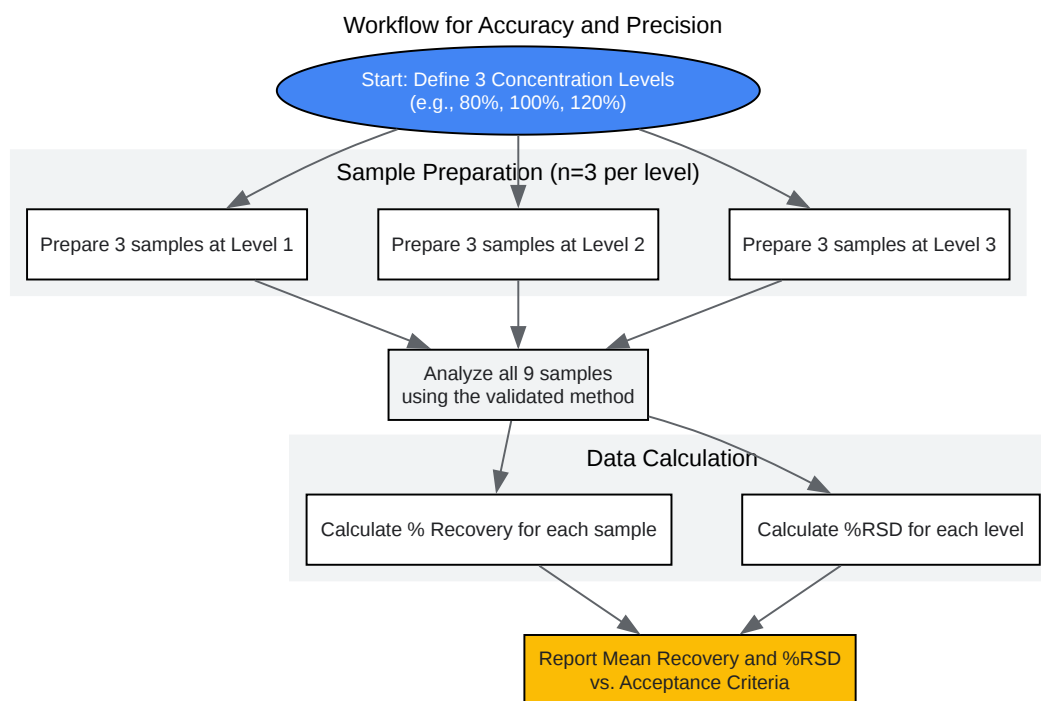 Workflow for Accuracy and Precision
Start: Define 3 Concentration Levels
(e.g., 80%, 100%, 120%)
Sample Preparation (n=3 per level)
Prepare 3 samples at Level 1
Prepare 3 samples at Level 2
Prepare 3 samples at Level 3
Analyze all 9 samples
using the validated method
Data Calculation
Calculate % Recovery for each sample
Calculate %RSD for each level
Report Mean Recovery and %RSD
vs. Acceptance Criteria